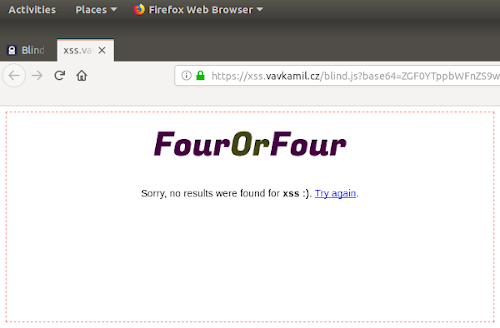 Activities Places Firefox Web Browser
Blind xss.va
https://xss.vavkamil.cz/blind.js?base64=ZGF0YTppbWFnZS9w
FourOrFour
Sorry, no results were found for xss :). Try again.